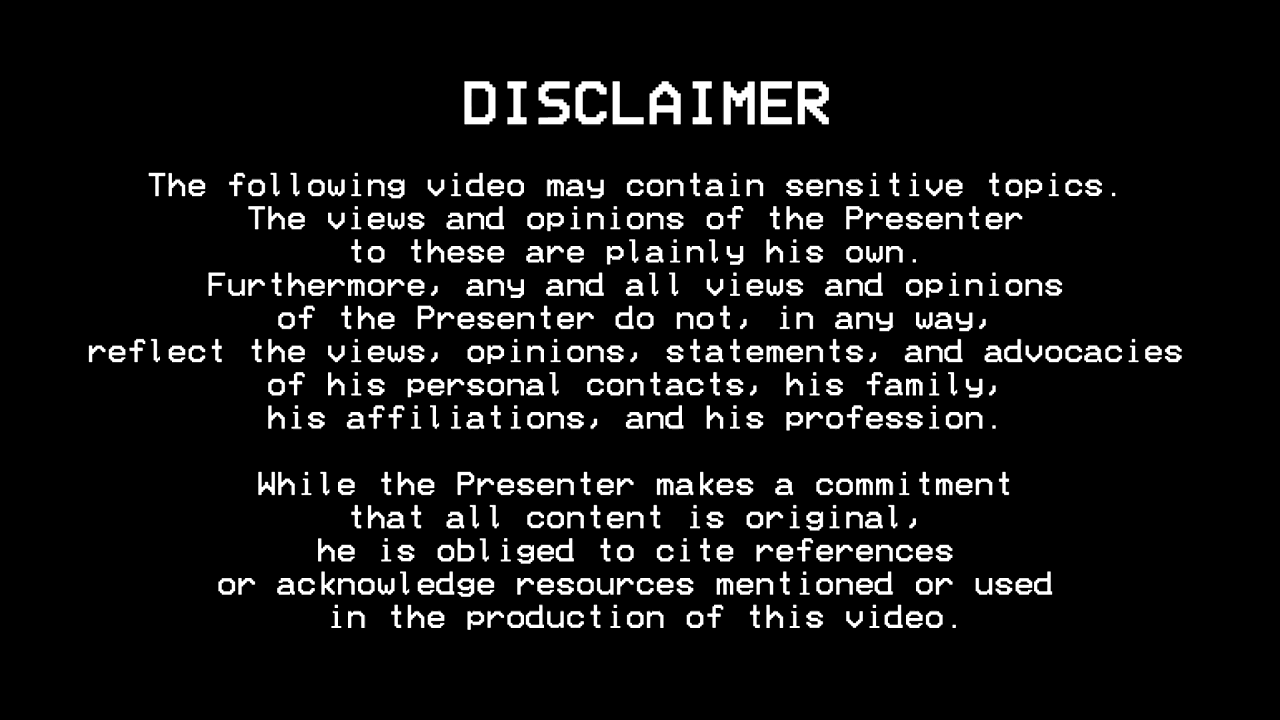 DISCLAIMER
The following video may contain sensitive topics.
The views and opinions of the Presenter
to these are plainly his own.
Furthermore, any and all views and opinions
of the Presenter do not, in any way,
reflect the views, opinions, statements, and advocacies
of his personal contacts, his family,
his affiliations, and his profession.
While the Presenter makes a commitment
that all content is original,
he is obliged to cite references
or acknowledge resources mentioned or used
in the production of this video.